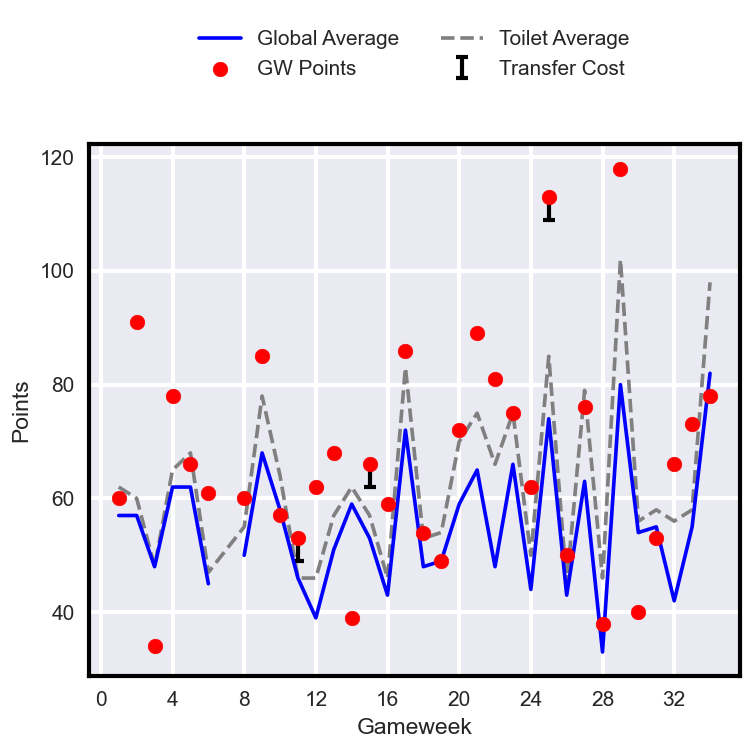 Global Average
Toilet Average
GW Points
Transfer Cost
120
100
80
60
40
Points
0 4 8 12 16 20 24 28 32
Gameweek